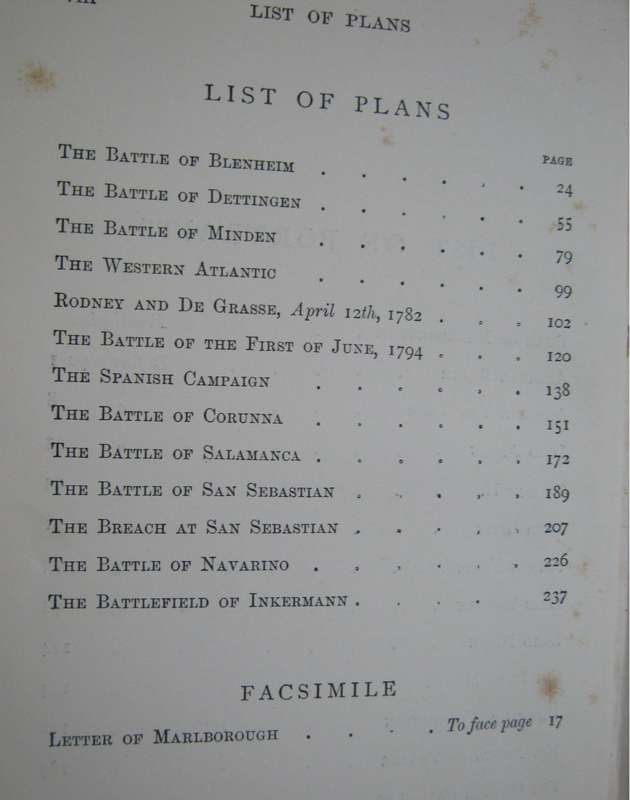 viii
LIST OF PLANS
LIST OF PLANS
PAGE
THE BATTLE OF BLENHEIM . . . . . . 24
THE BATTLE OF DETTINGEN . . . . . . 55
THE BATTLE OF MINDEN . . . . . . 79
THE WESTERN ATLANTIC . . . . . . 99
RODNEY AND DE GRASSE, April 12th, 1782 . . . 102
THE BATTLE OF THE FIRST OF JUNE, 1794 . . . 120
THE SPANISH CAMPAIGN . . . . . . 138
THE BATTLE OF CORUNNA . . . . . . 151
THE BATTLE OF SALAMANCA . . . . . . 172
THE BATTLE OF SAN SEBASTIAN . . . . . 189
THE BREACH AT SAN SEBASTIAN . . . . . 207
THE BATTLE OF NAVARINO . . . . . . 226
THE BATTLEFIELD OF INKERMANN . . . . 237
FACSIMILE
LETTER OF MARLBOROUGH . . . . To face page 17